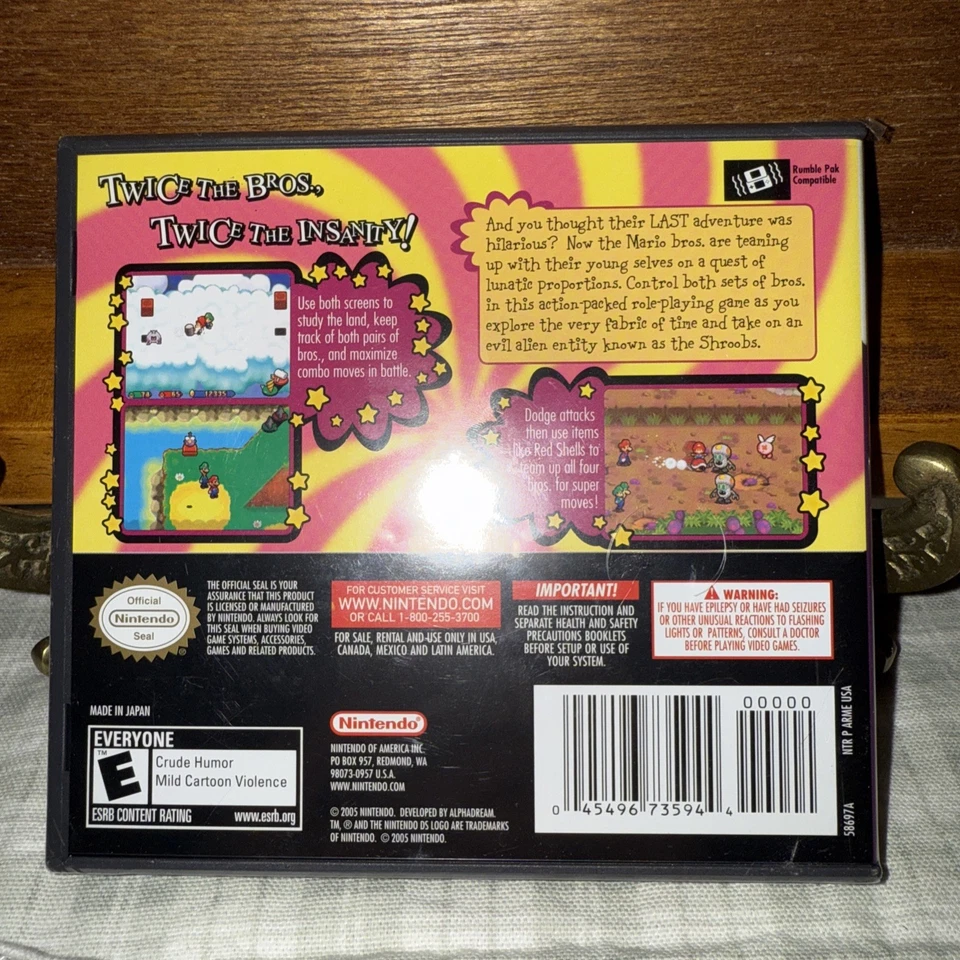 TWICE THE BROS.,
TWICE THE INSANITY!
Rumble Pak
Compatible
And you thought their LAST adventure was
hilarious? Now the Mario bros. are teaming
up with their young selves on a quest of
lunatic proportions. Control both sets of bros.
in this action-packed role-playing game as you
explore the very fabric of time and take on an
evil alien entity known as the Shroobs.
Use both screens to
study the land, keep
track of both pairs of
bros., and maximize
combo moves in battle.
Dodge attacks
then use items
like Red Shells to
team up all four
bros. for super
moves!
Official
Nintendo
Seal
THE OFFICIAL SEAL IS YOUR
ASSURANCE THAT THIS PRODUCT
IS LICENSED OR MANUFACTURED
BY NINTENDO. ALWAYS LOOK FOR
THIS SEAL WHEN BUYING VIDEO
GAME SYSTEMS, ACCESSORIES,
GAMES AND RELATED PRODUCTS.
FOR CUSTOMER SERVICE VISIT
WWW.NINTENDO.COM
OR CALL 1-800-255-3700
FOR SALE, RENTAL AND USE ONLY IN USA,
CANADA, MEXICO AND LATIN AMERICA.
IMPORTANT!
READ THE INSTRUCTION AND
SEPARATE HEALTH AND SAFETY
PRECAUTIONS BOOKLETS
BEFORE SETUP OR USE OF
YOUR SYSTEM.
WARNING:
IF YOU HAVE EPILEPSY OR HAVE HAD SEIZURES
OR OTHER UNUSUAL REACTIONS TO FLASHING
LIGHTS OR PATTERNS, CONSULT A DOCTOR
BEFORE PLAYING VIDEO GAMES.
MADE IN JAPAN
EVERYONE
E
TM
Crude Humor
Mild Cartoon Violence
ESRB CONTENT RATING www.esrb.org
Nintendo®
NINTENDO OF AMERICA INC.
PO BOX 957, REDMOND, WA
98073-0957 U.S.A.
WWW.NINTENDO.COM
© 2005 NINTENDO. DEVELOPED BY ALPHADREAM.
TM, ® AND THE NINTENDO DS LOGO ARE TRADEMARKS
OF NINTENDO. © 2005 NINTENDO.
00000
0 45496 73594 4
NTR P ARME USA
58697A